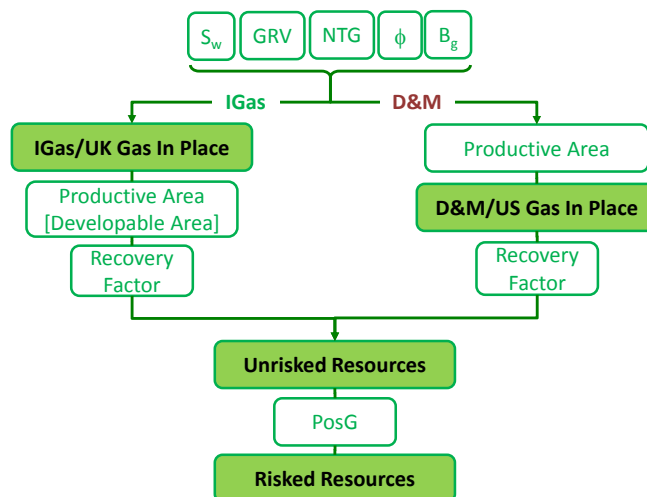 Sw GRV NTG ϕ Bg
IGas D&M
IGas/UK Gas In Place
Productive Area
[Developable Area]
Recovery
Factor
Productive Area
D&M/US Gas In Place
Recovery
Factor
Unrisked Resources
PosG
Risked Resources